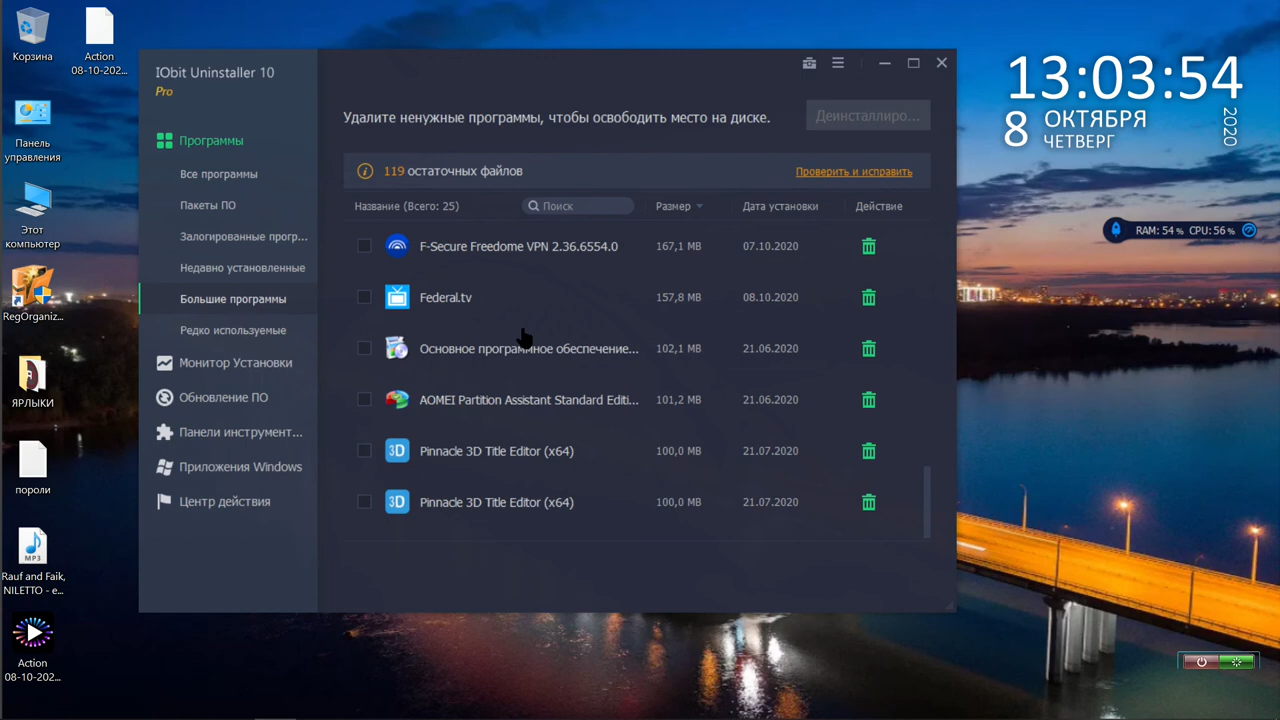 Корзина
Action
08-10-202...
Панель
управления
Этот
компьютер
RegOrganiz...
ЯРЛЫКИ
пороли
MP3
Rauf and Faik,
NILETTO - e...
Action
08-10-202...
IObit Uninstaller 10
Pro
Программы
Все программы
Пакеты ПО
Залогированные прогр...
Недавно установленные
Большие программы
Редко используемые
Монитор Установки
Обновление ПО
Панели инструмент...
Приложения Windows
Центр действия
Удалите ненужные программы, чтобы освободить место на диске.
Деинсталлиро...
119 остаточных файлов
Проверить и исправить
Название (Всего: 25) Поиск Размер Дата установки Действие
F-Secure Freedome VPN 2.36.6554.0 167,1 MB 07.10.2020
Federal.tv 157,8 MB 08.10.2020
Основное программное обеспечение... 102,1 MB 21.06.2020
AOMEI Partition Assistant Standard Editi... 101,2 MB 21.06.2020
3D Pinnacle 3D Title Editor (x64) 100,0 MB 21.07.2020
3D Pinnacle 3D Title Editor (x64) 100,0 MB 21.07.2020
13:03:54
8 ОКТЯБРЯ
ЧЕТВЕРГ
2020
RAM: 54 % CPU: 56 %